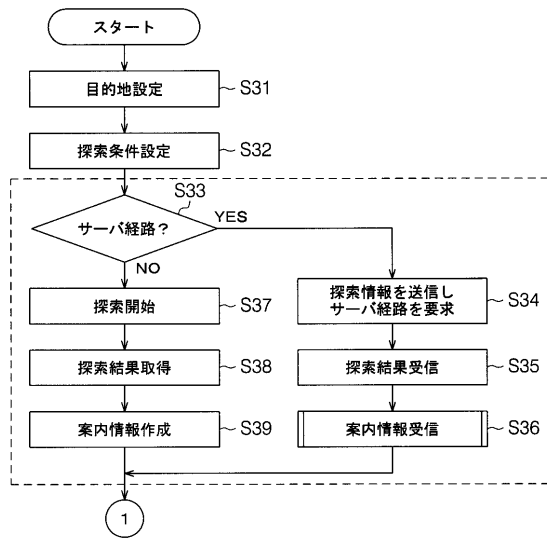 スタート
目的地設定
S31
探索条件設定
S32
S33
サーバ経路?
YES
NO
探索開始
S37
探索情報を送信し
サーバ経路を要求
S34
探索結果取得
S38
探索結果受信
S35
案内情報作成
S39
案内情報受信
S36
1